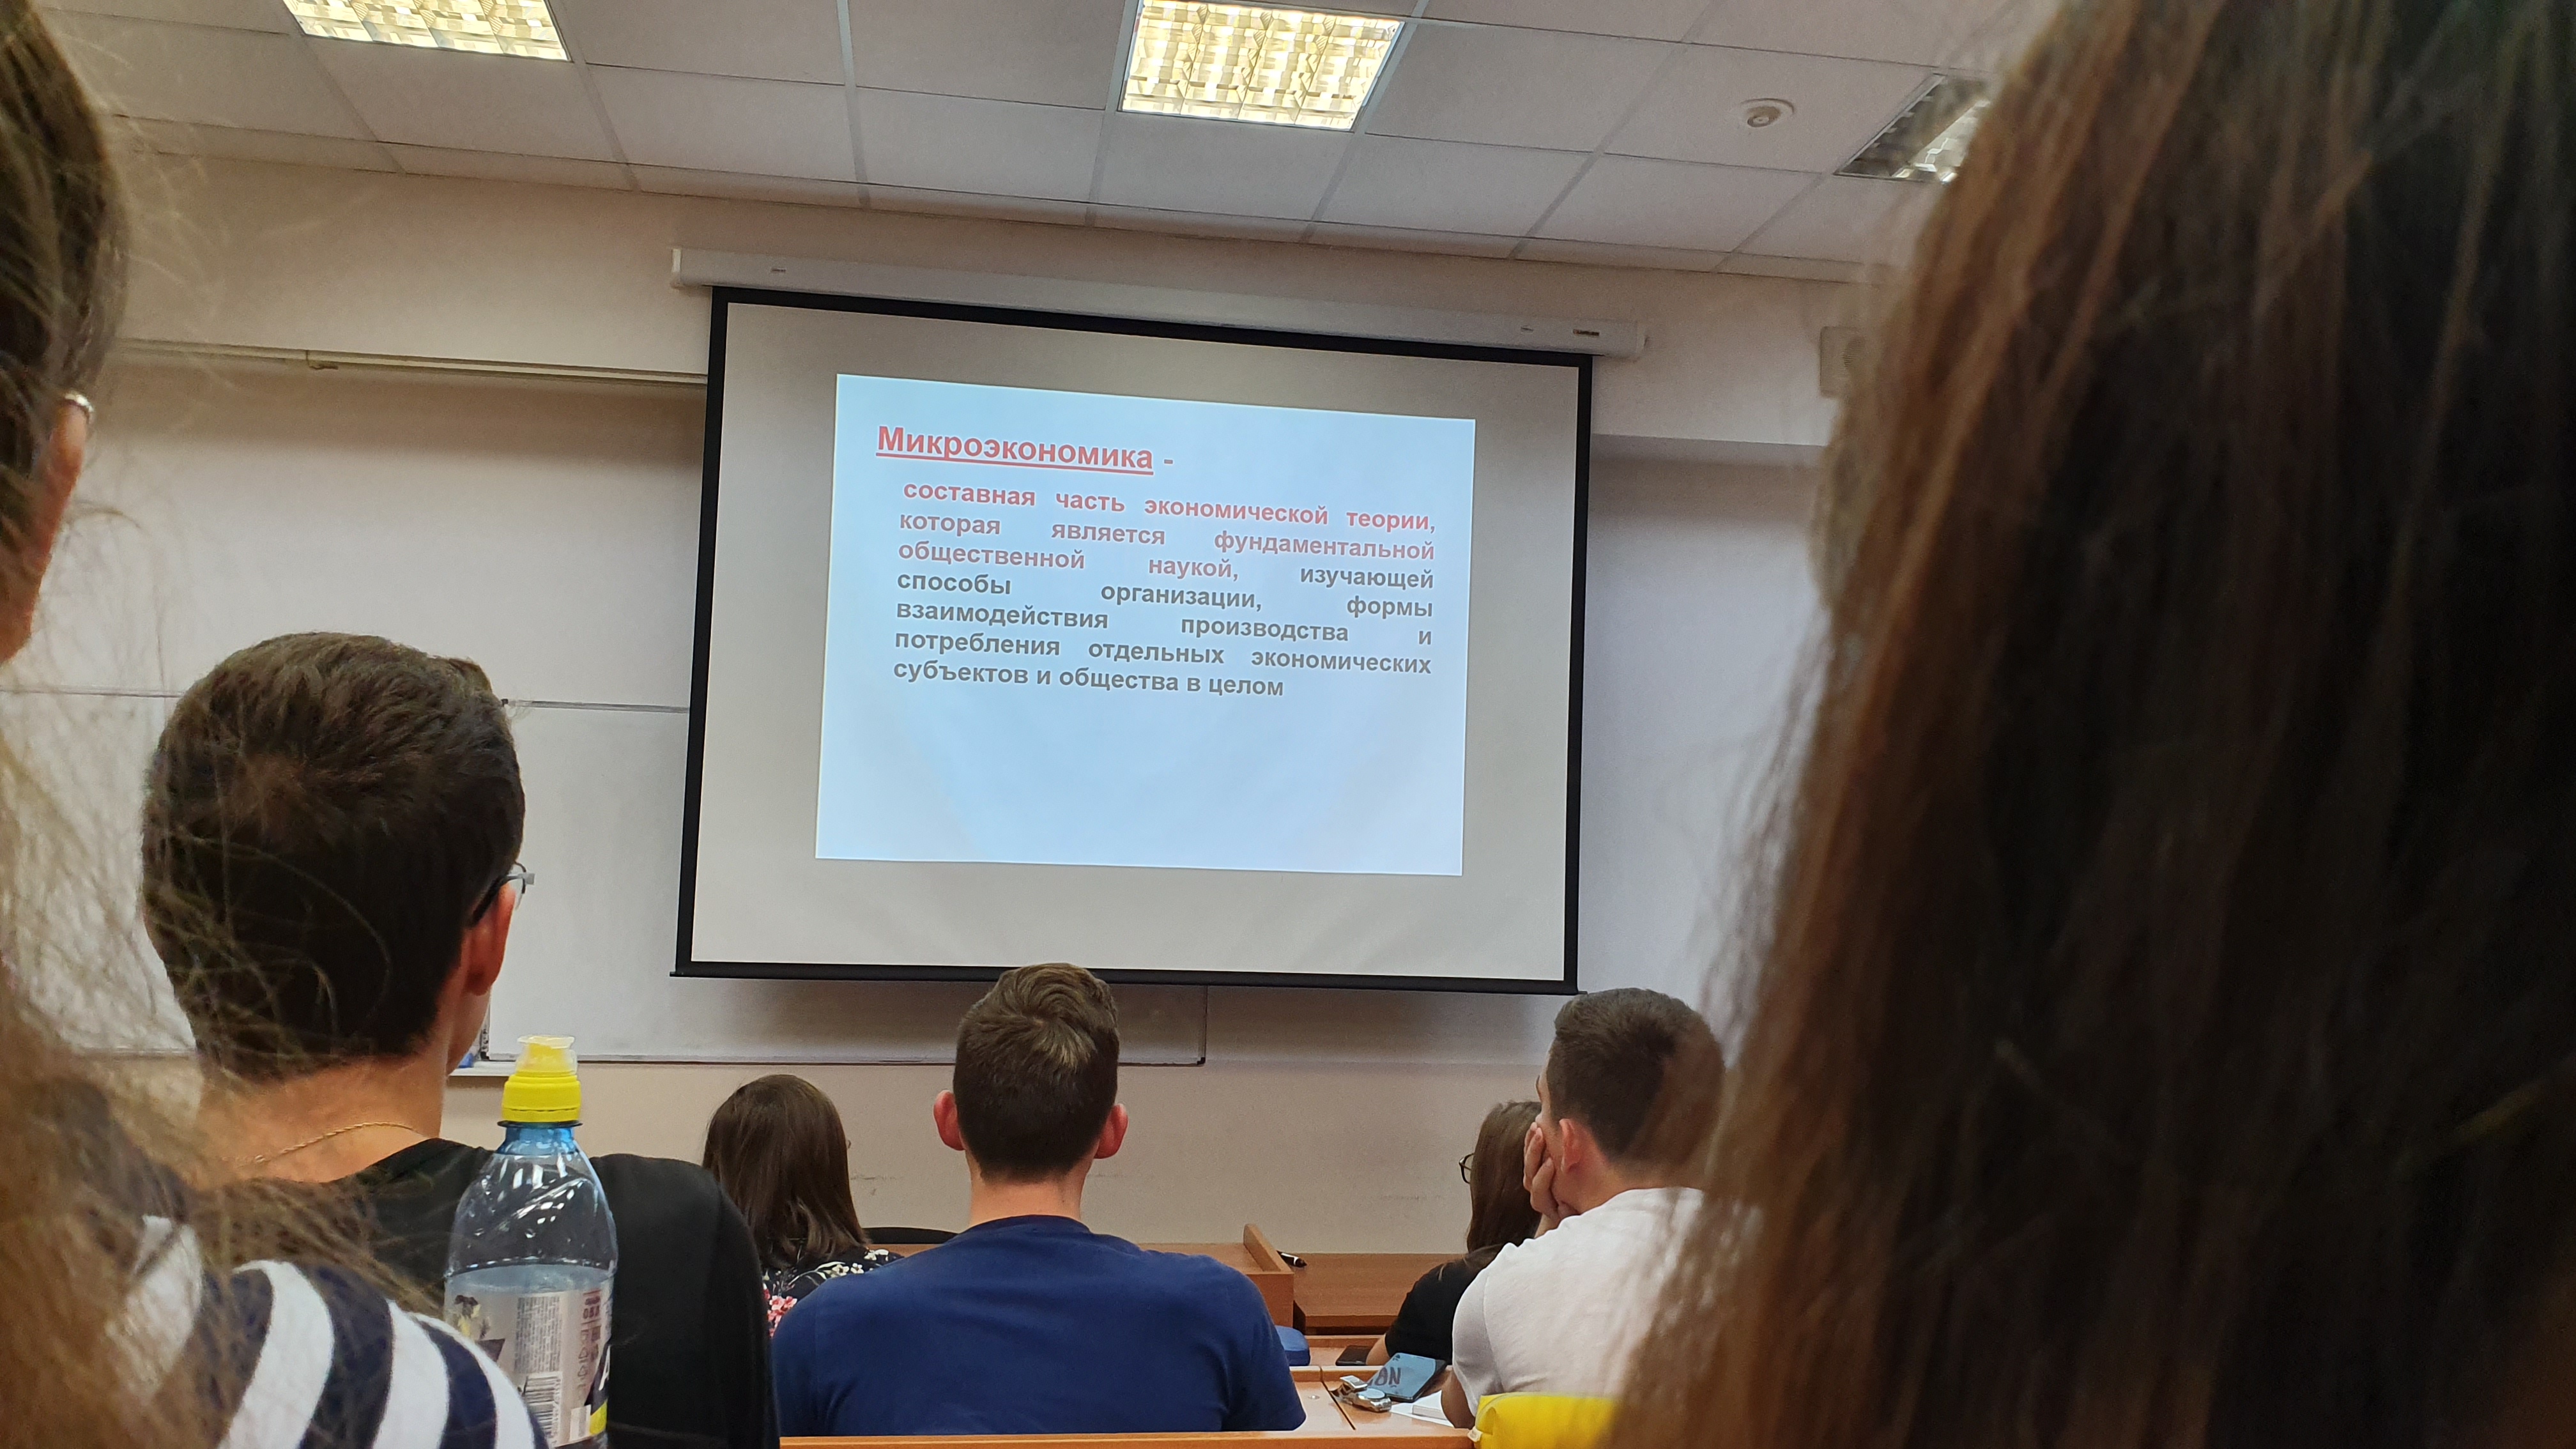 Микроэкономика -
составная часть экономической теории,
которая является фундаментальной
общественной наукой, изучающей
способы организации, формы
взаимодействия производства и
потребления отдельных экономических
субъектов и общества в целом